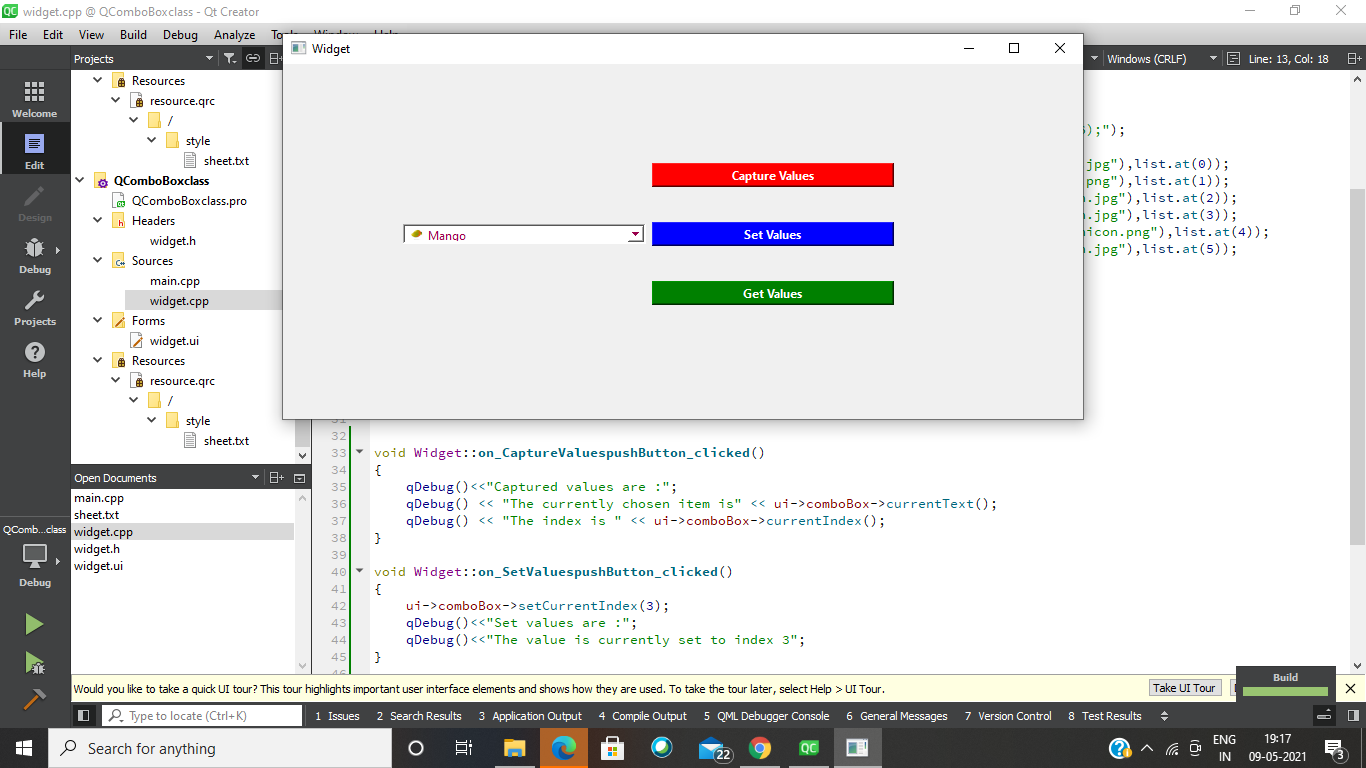 widget.cpp @ QComboBoxclass - Qt Creator
File Edit View Build Debug Analyze
Projects
Widget
Windows (CRLF) Line: 13, Col: 18
Welcome
Edit
Design
Debug
Projects
Help
Resources
resource.qrc
/
style
sheet.txt
QComboBoxclass
QComboBoxclass.pro
Headers
widget.h
Sources
main.cpp
widget.cpp
Forms
widget.ui
Resources
resource.qrc
/
style
sheet.txt
Capture Values
Mango
Set Values
Get Values
);");
jpg"),list.at(0));
png"),list.at(1));
.jpg"),list.at(2));
.jpg"),list.at(3));
icon.png"),list.at(4));
.jpg"),list.at(5));
31
32
33 void Widget::on_CaptureValuespushButton_clicked()
34 {
35 qDebug()<<"Captured values are :";
36 qDebug() << "The currently chosen item is" << ui->comboBox->currentText();
37 qDebug() << "The index is " << ui->comboBox->currentIndex();
38 }
39
40 void Widget::on_SetValuespushButton_clicked()
41 {
42 ui->comboBox->setCurrentIndex(3);
43 qDebug()<<"Set values are :";
44 qDebug()<<"The value is currently set to index 3";
45 }
Open Documents
main.cpp
sheet.txt
widget.cpp
widget.h
widget.ui
QComb...class
Debug
Would you like to take a quick UI tour? This tour highlights important user interface elements and shows how they are used. To take the tour later, select Help > UI Tour.
Take UI Tour
Build
Type to locate (Ctrl+K) 1 Issues 2 Search Results 3 Application Output 4 Compile Output 5 QML Debugger Console 6 General Messages 7 Version Control 8 Test Results
Search for anything
22
QC
ENG
IN
19:17
09-05-2021
3